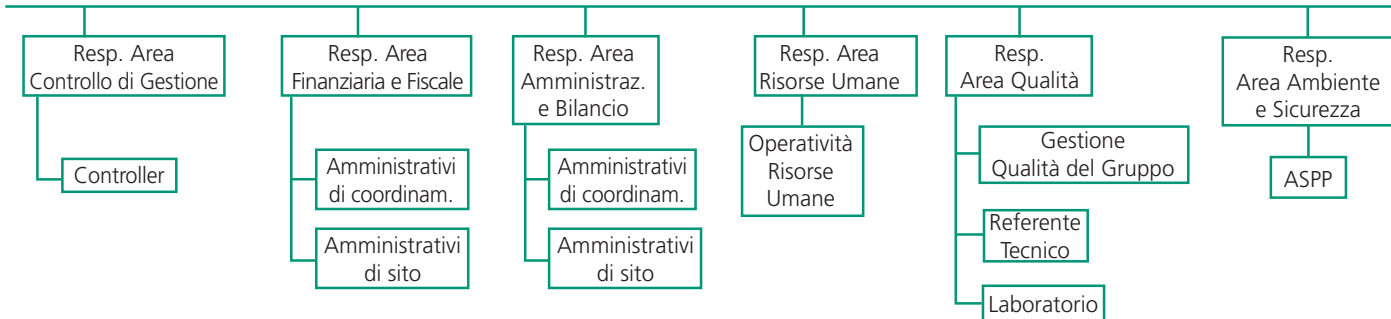 Resp. Area
Controllo di Gestione
Controller
Resp. Area
Finanziaria e Fiscale
Amministrativi
di coordinam.
Amministrativi
di sito
Resp. Area
Amministraz.
e Bilancio
Amministrativi
di coordinam.
Amministrativi
di sito
Resp. Area
Risorse Umane
Operatività
Risorse
Umane
Resp.
Area Qualità
Gestione
Qualità del Gruppo
Referente
Tecnico
Laboratorio
Resp.
Area Ambiente
e Sicurezza
ASPP